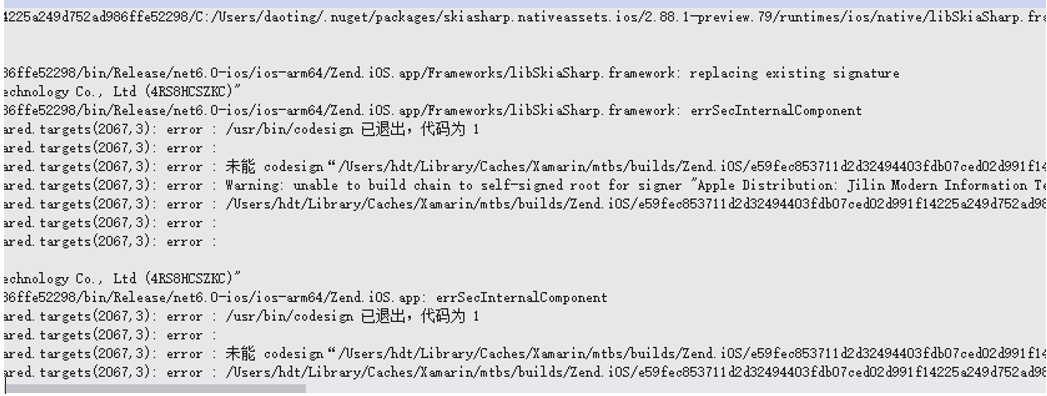 4225a249d752ad986ffe52298/C:/Users/daoting/.nuget/packages/skiasharp.nativeassets.ios/2.88.1-preview.79/runtimes/ios/native/libSkiaSharp.fra
86ffe52298/bin/Release/net6.0-ios/ios-arm64/Zend.iOS.app/Frameworks/libSkiaSharp.framework: replacing existing signature
echnology Co., Ltd (4RS8HCSZKC)"
86ffe52298/bin/Release/net6.0-ios/ios-arm64/Zend.iOS.app/Frameworks/libSkiaSharp.framework: errSecInternalComponent
ared.targets(2067,3): error : /usr/bin/codesign 已退出，代码为 1
ared.targets(2067,3): error :
ared.targets(2067,3): error : 未能 codesign“/Users/hdt/Library/Caches/Xamarin/mtbs/builds/Zend.iOS/e59fec853711d2d32494403fdb07ced02d991f14
ared.targets(2067,3): error : Warning: unable to build chain to self-signed root for signer "Apple Distribution: Jilin Modern Information Te
ared.targets(2067,3): error : /Users/hdt/Library/Caches/Xamarin/mtbs/builds/Zend.iOS/e59fec853711d2d32494403fdb07ced02d991f14225a249d752ad98
ared.targets(2067,3): error :
ared.targets(2067,3): error :
echnology Co., Ltd (4RS8HCSZKC)"
86ffe52298/bin/Release/net6.0-ios/ios-arm64/Zend.iOS.app: errSecInternalComponent
ared.targets(2067,3): error : /usr/bin/codesign 已退出，代码为 1
ared.targets(2067,3): error :
ared.targets(2067,3): error : 未能 codesign“/Users/hdt/Library/Caches/Xamarin/mtbs/builds/Zend.iOS/e59fec853711d2d32494403fdb07ced02d991f14
ared.targets(2067,3): error : /Users/hdt/Library/Caches/Xamarin/mtbs/builds/Zend.iOS/e59fec853711d2d32494403fdb07ced02d991f14225a249d752ad98